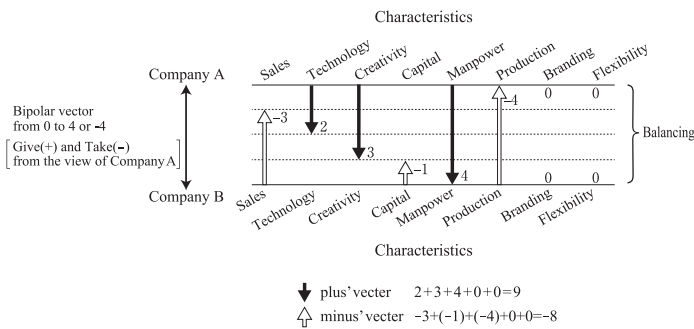 Characteristics
Sales Technology Creativity Capital Manpower Production Branding Flexibility
Company A
0 0
-3 -4
Bipolar vector
from 0 to 4 or -4
2
Give(+) and Take(-)
from the view of Company A
Balancing
3
-1
4
0 0
Company B
Sales Technology Creativity Capital Manpower Production Branding Flexibility
Characteristics
plus' vecter 2+3+4+0+0=9
minus' vecter -3+(-1)+(-4)+0+0=-8